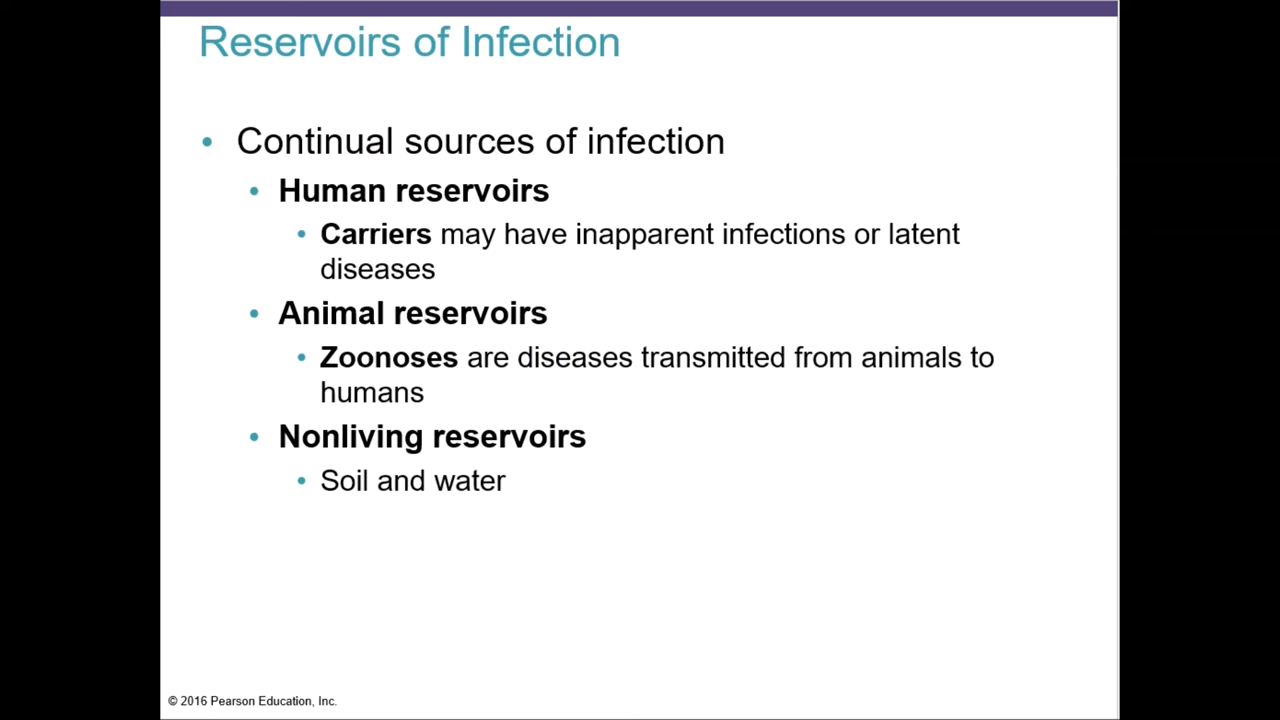 Reservoirs of Infection
• Continual sources of infection
• Human reservoirs
• Carriers may have inapparent infections or latent
diseases
• Animal reservoirs
• Zoonoses are diseases transmitted from animals to
humans
• Nonliving reservoirs
• Soil and water
© 2016 Pearson Education, Inc.